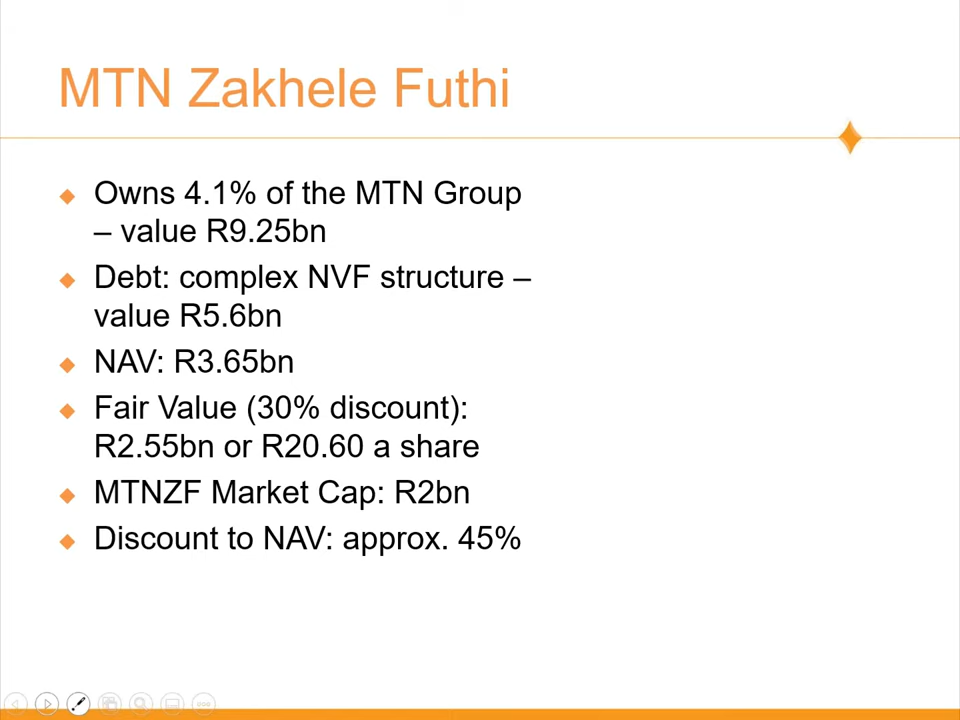 MTN Zakhele Futhi
Owns 4.1% of the MTN Group
– value R9.25bn
Debt: complex NVF structure –
value R5.6bn
NAV: R3.65bn
Fair Value (30% discount):
R2.55bn or R20.60 a share
MTNZF Market Cap: R2bn
Discount to NAV: approx. 45%